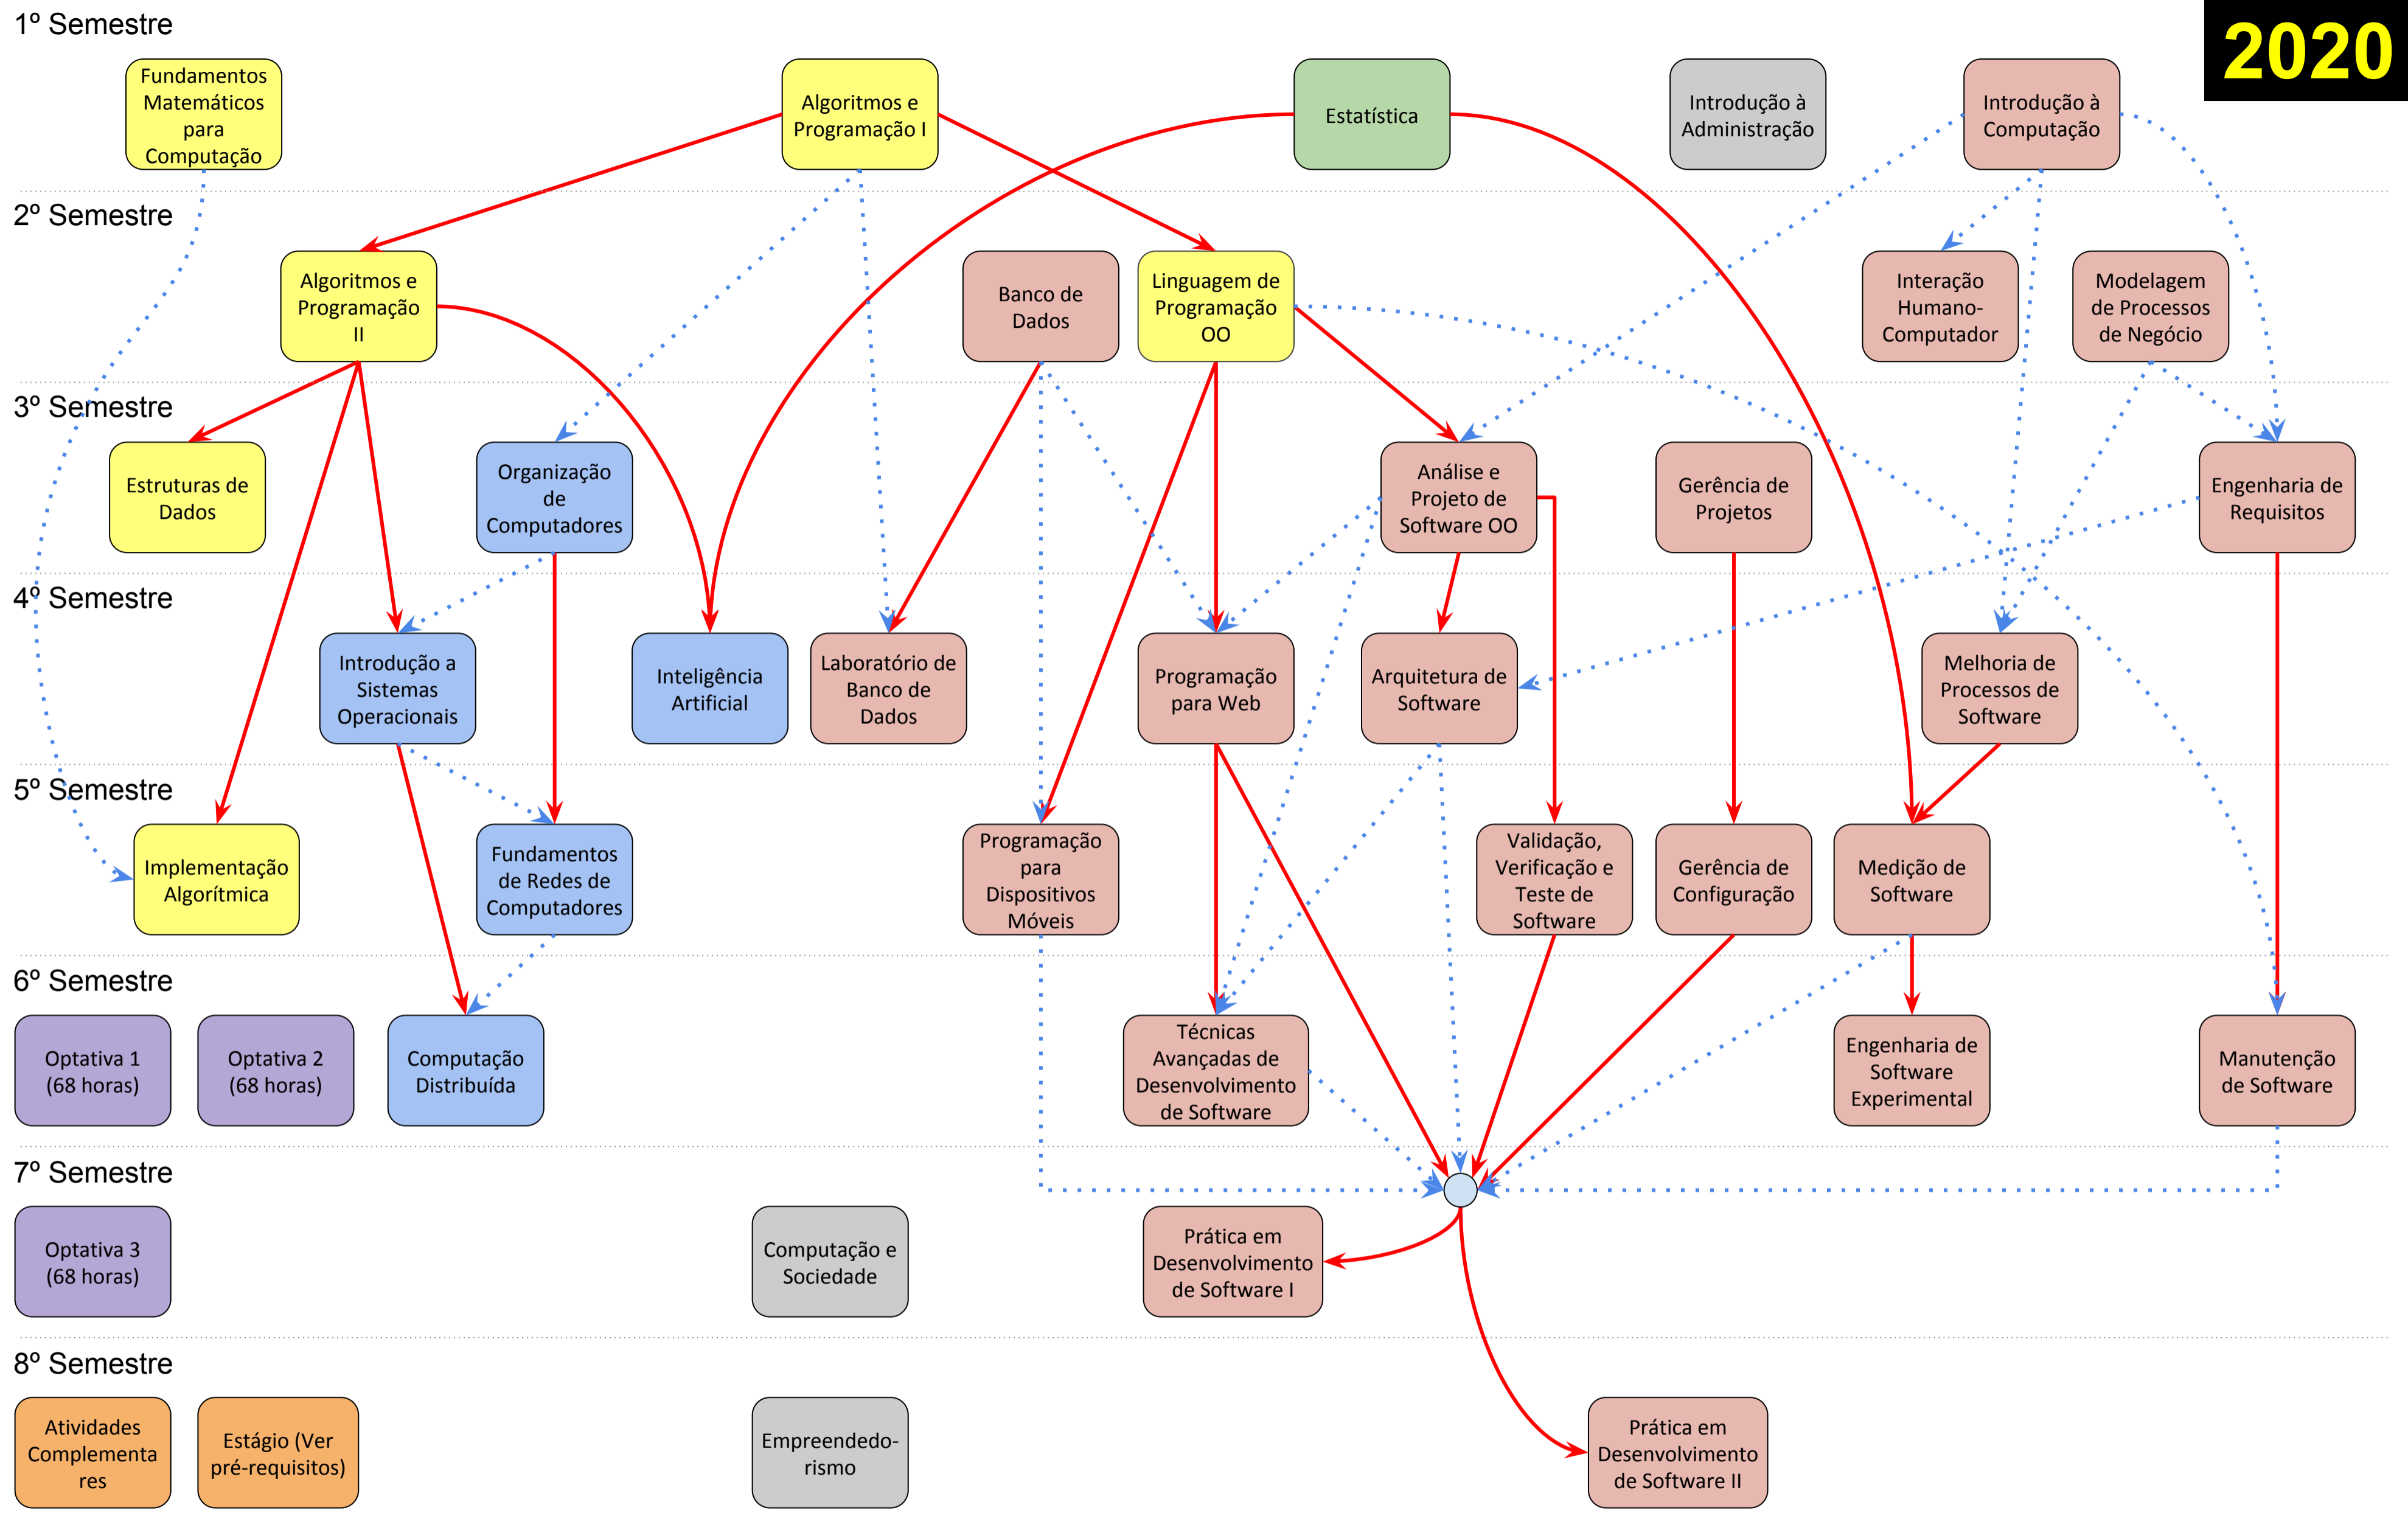 1º Semestre
2020
Fundamentos
Matemáticos
para
Computação
Algoritmos e
Programação I
Estatística
Introdução à
Administração
Introdução à
Computação
2º Semestre
Algoritmos e
Programação
II
Banco de
Dados
Linguagem de
Programação
OO
Interação
Humano-
Computador
Modelagem
de Processos
de Negócio
3º Semestre
Estruturas de
Dados
Organização
de
Computadores
Análise e
Projeto de
Software OO
Gerência de
Projetos
Engenharia de
Requisitos
4º Semestre
Introdução a
Sistemas
Operacionais
Inteligência
Artificial
Laboratório de
Banco de
Dados
Programação
para Web
Arquitetura de
Software
Melhoria de
Processos de
Software
5º Semestre
Implementação
Algorítmica
Fundamentos
de Redes de
Computadores
Programação
para
Dispositivos
Móveis
Validação,
Verificação e
Teste de
Software
Gerência de
Configuração
Medição de
Software
6º Semestre
Optativa 1
(68 horas)
Optativa 2
(68 horas)
Computação
Distribuída
Técnicas
Avançadas de
Desenvolvimento
de Software
Engenharia de
Software
Experimental
Manutenção
de Software
7º Semestre
Optativa 3
(68 horas)
Computação e
Sociedade
Prática em
Desenvolvimento
de Software I
8º Semestre
Atividades
Complementa
res
Estágio (Ver
pré-requisitos)
Empreendedo-
rismo
Prática em
Desenvolvimento
de Software II